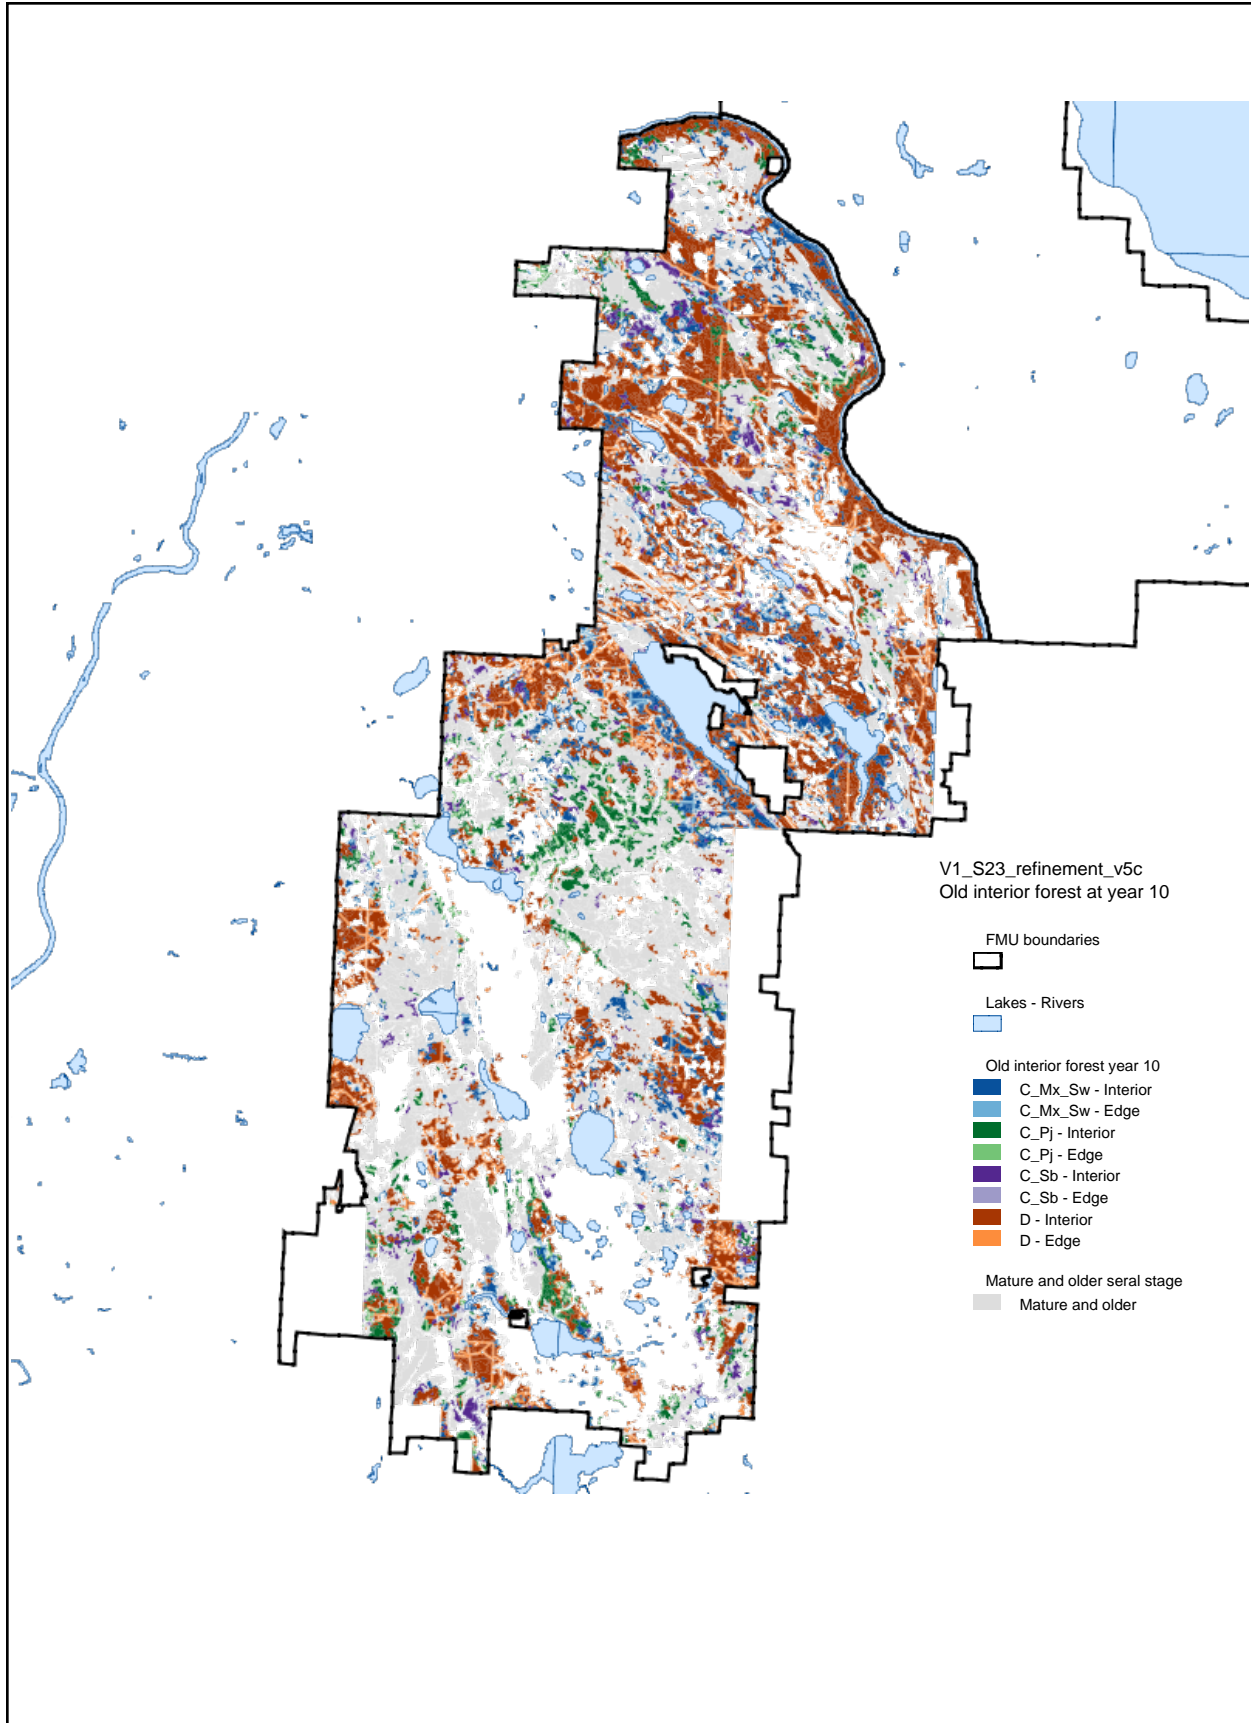 V1_S23_refinement_v5c
Old interior forest at year 10
FMU boundaries
Lakes - Rivers
Old interior forest year 10
C_Mx_Sw - Interior
C_Mx_Sw - Edge
C_Pj - Interior
C_Pj - Edge
C_Sb - Interior
C_Sb - Edge
D - Interior
D - Edge
Mature and older seral stage
Mature and older